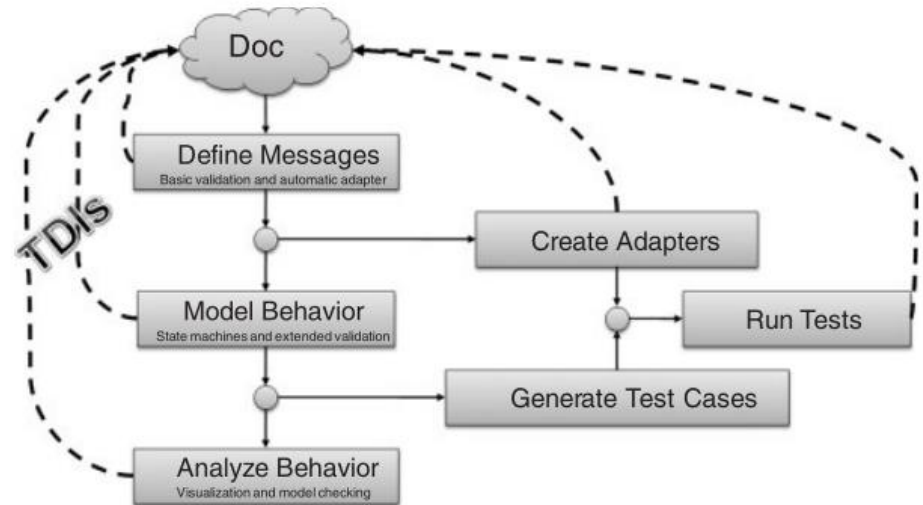 Doc
Define Messages
Basic validation and automatic adapter
TDIs
Create Adapters
Model Behavior
State machines and extended validation
Run Tests
Generate Test Cases
Analyze Behavior
Visualization and model checking